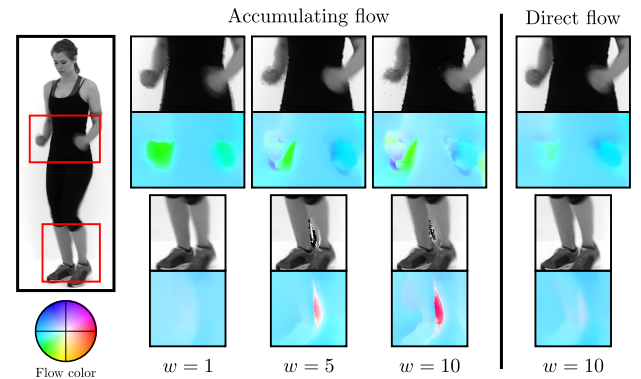 Accumulating flow
Direct flow
Flow color
w = 1
w = 5
w = 10
w = 10